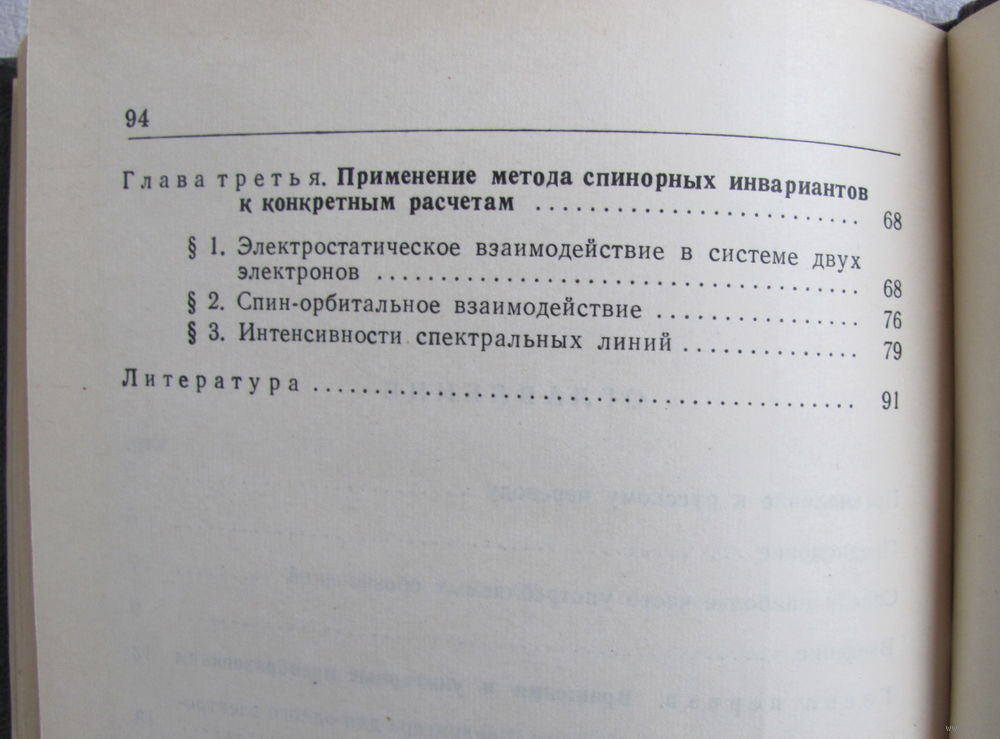 94
Глава третья. Применение метода спинорных инвариантов
к конкретным расчетам ........................ 68
§ 1. Электростатическое взаимодействие в системе двух
электронов ..................................... 68
§ 2. Спин-орбитальное взаимодействие ............... 76
§ 3. Интенсивности спектральных линий ............. 79
Литература .......................................... 91